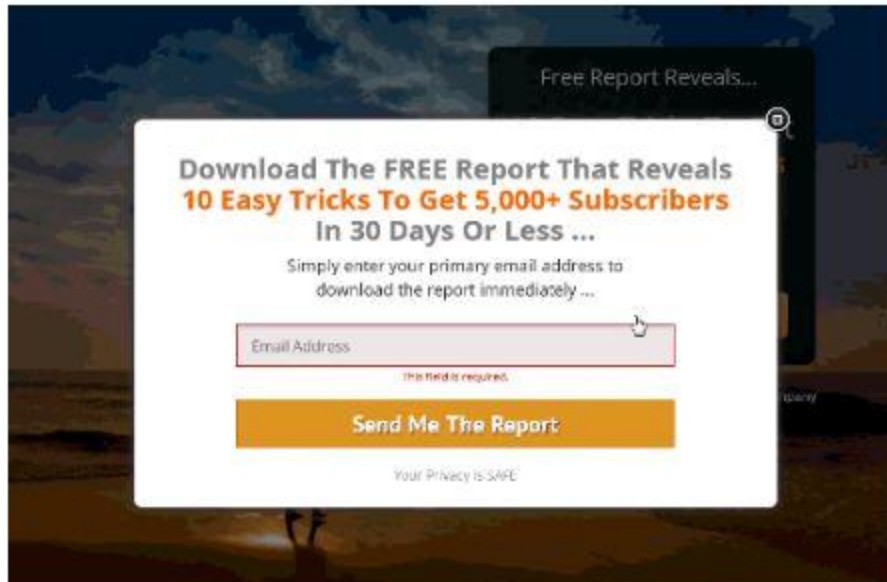 Free Report Reveals...
Download The FREE Report That Reveals
10 Easy Tricks To Get 5,000+ Subscribers
In 30 Days Or Less ...
Simply enter your primary email address to
download the report immediately ...
Email Address
This field is required.
Send Me The Report
Your Privacy is SAFE